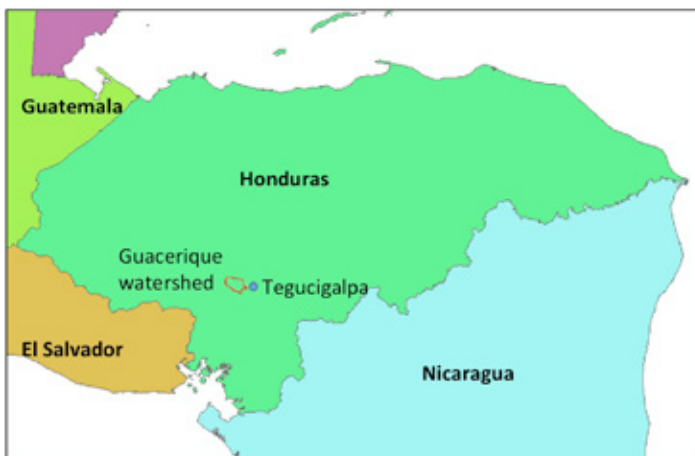 Guatemala
Honduras
Guacerique
watershed
Tegucigalpa
El Salvador
Nicaragua